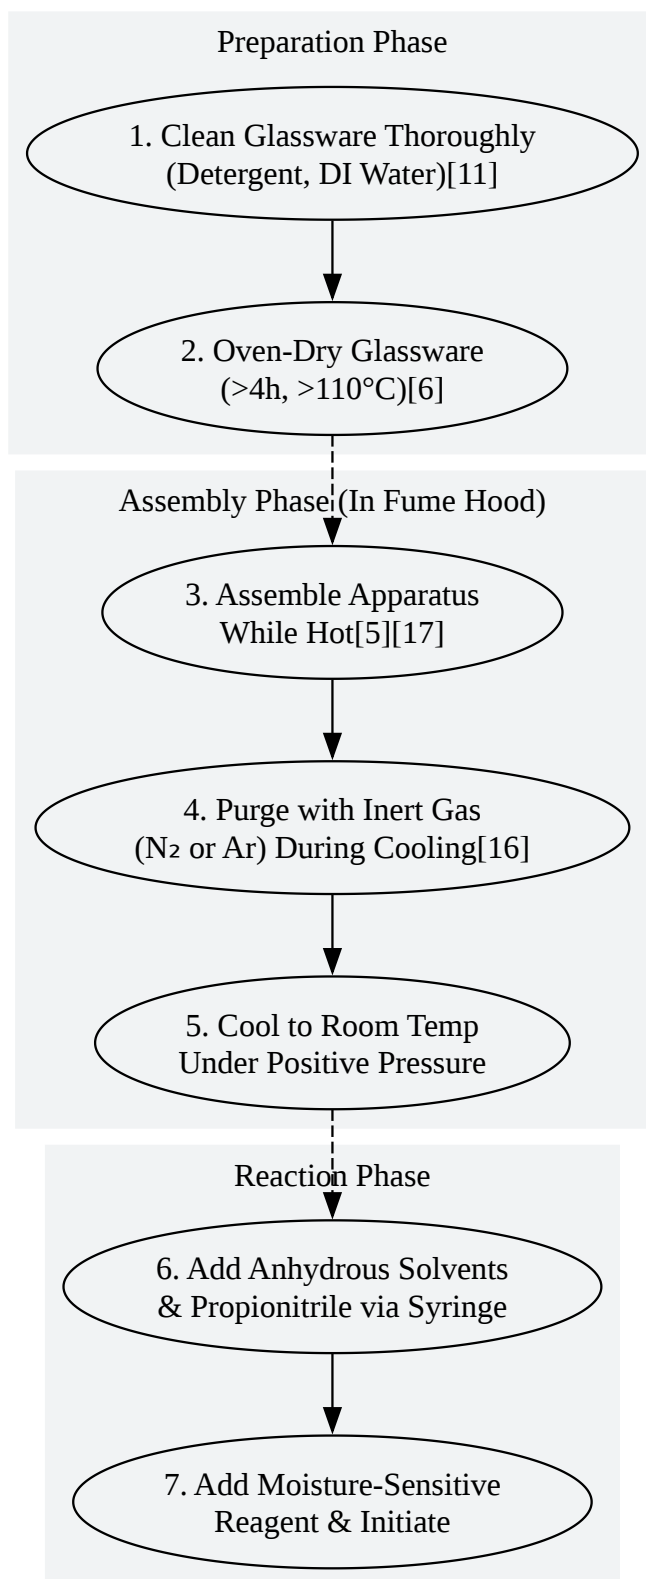 Preparation Phase
1. Clean Glassware Thoroughly
(Detergent, DI Water)[11]
2. Oven-Dry Glassware
(>4h, >110°C)[6]
Assembly Phase (In Fume Hood)
3. Assemble Apparatus
While Hot[5][17]
4. Purge with Inert Gas
(N₂ or Ar) During Cooling[16]
5. Cool to Room Temp
Under Positive Pressure
Reaction Phase
6. Add Anhydrous Solvents
& Propionitrile via Syringe
7. Add Moisture-Sensitive
Reagent & Initiate